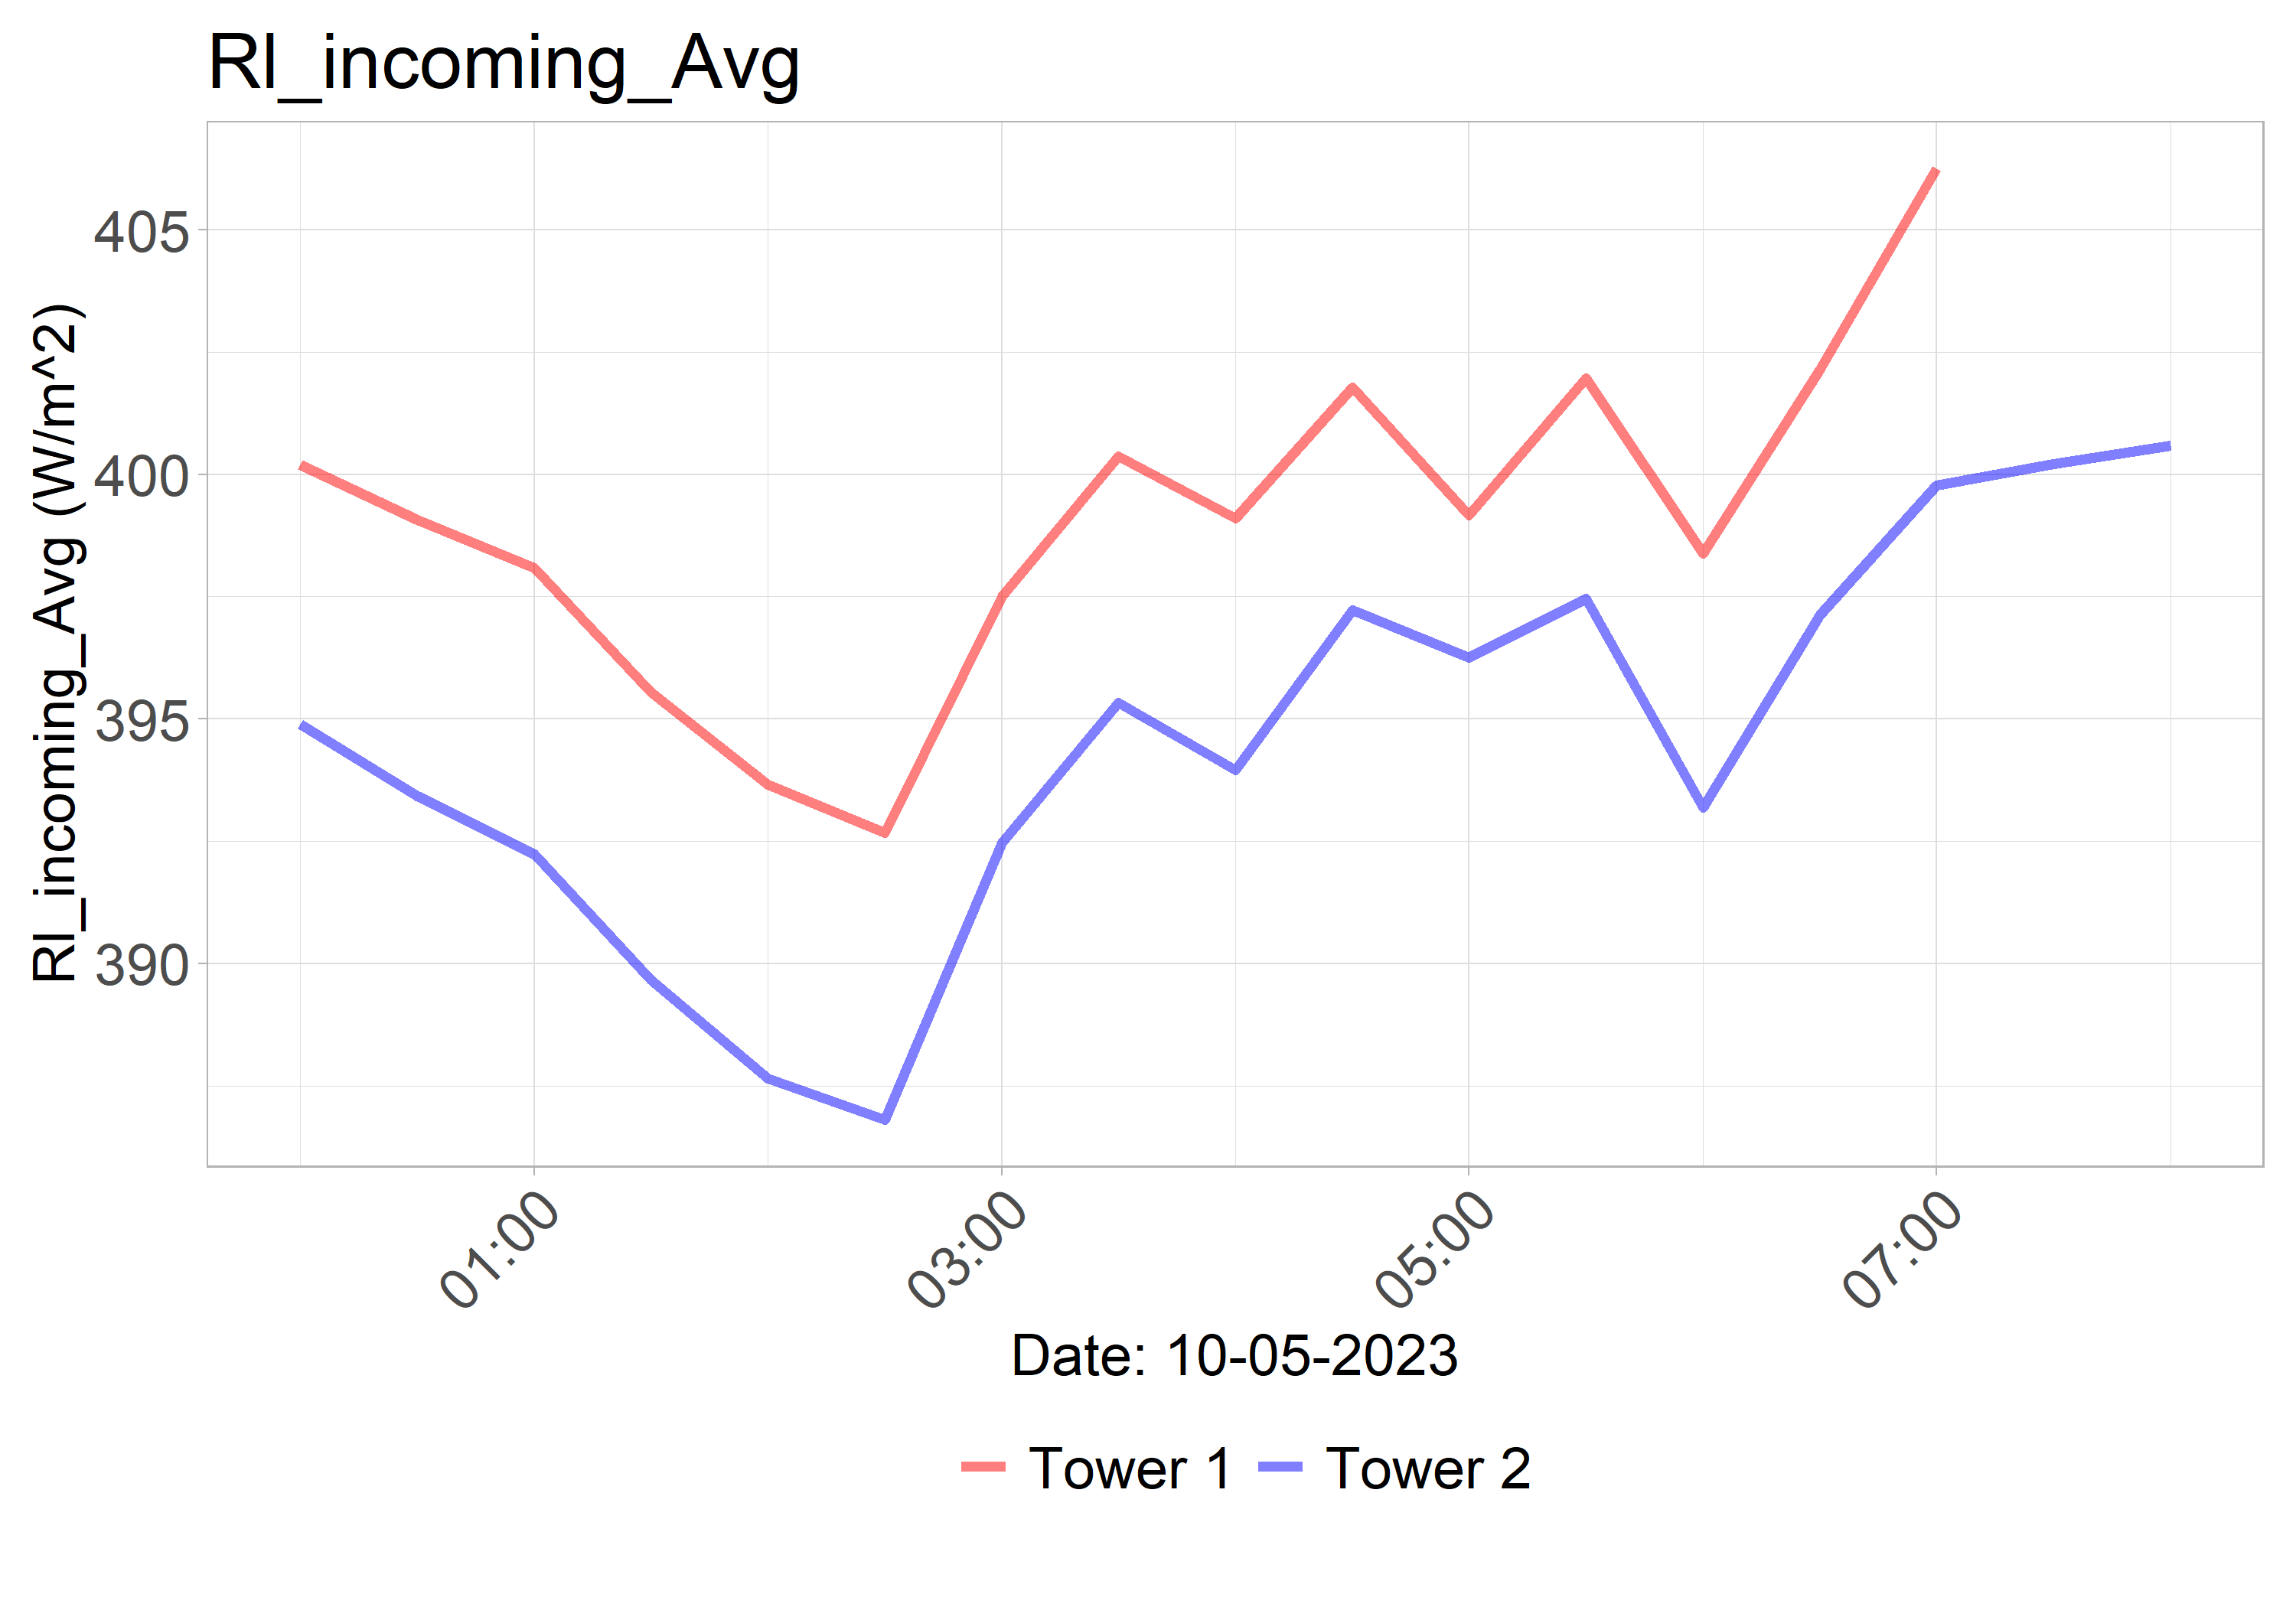 Rl_incoming_Avg
Rl_incoming_Avg (W/m^2)
405
400
395
390
01:00
03:00
05:00
07:00
Date: 10-05-2023
Tower 1
Tower 2